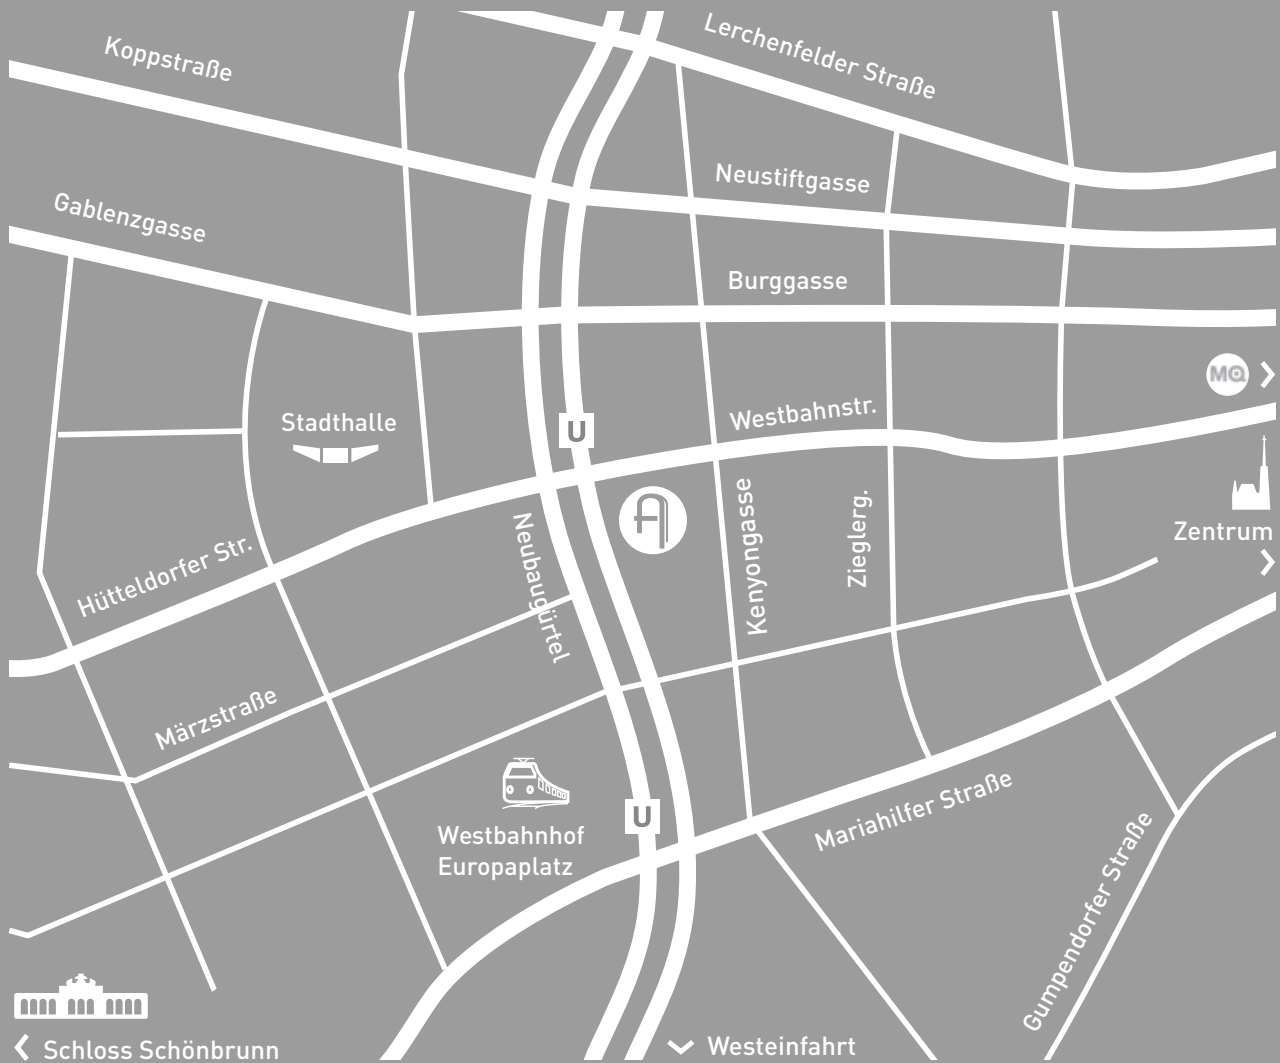 Lerchenfelder Straße
Koppstraße
Neustiftgasse
Gablenzgasse
Burggasse
MQ
Stadthalle
Westbahnstr.
U
Zentrum
Hütteldorfer Str.
Neubaugürtel
Kenyongasse
Zieglerg.
Märzstraße
U
Westbahnhof
Europaplatz
Mariahilfer Straße
Gumpendorfer Straße
Schloss Schönbrunn
Westeinfahrt